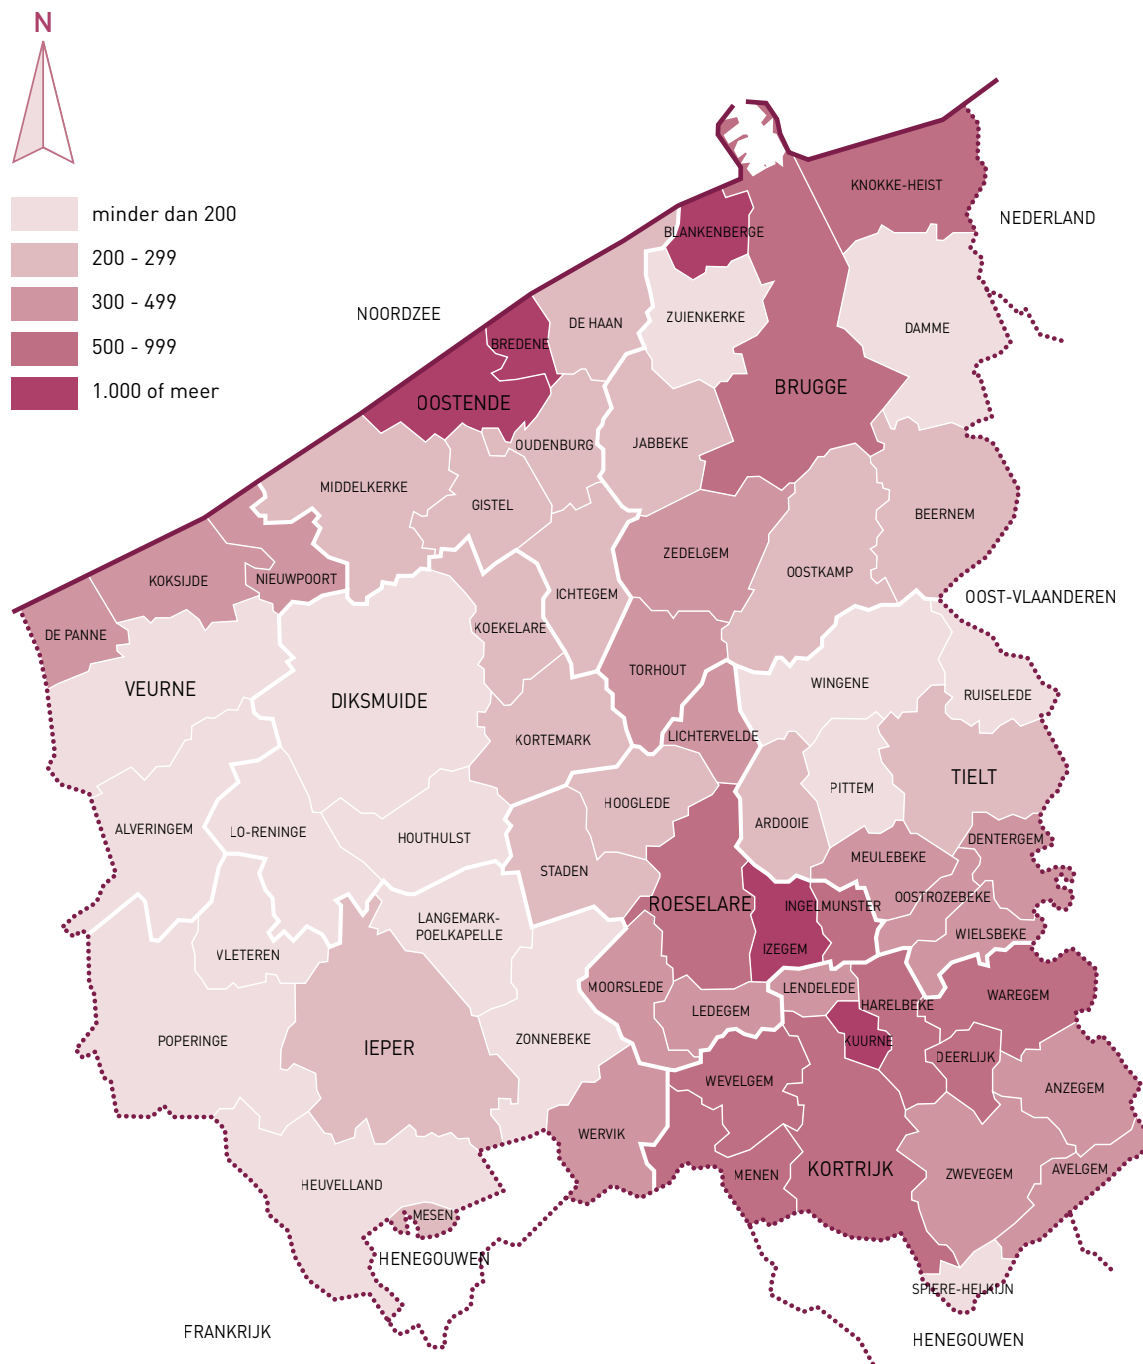 N
minder dan 200
200 - 299
300 - 499
500 - 999
1.000 of meer
KNOKKE-HEIST
NEDERLAND
BLANKENBERGE
NOORDZEE
ZUIENKERKE
DE HAAN
DAMME
BREDENE
BRUGGE
OOSTENDE
OUDENBURG
JABBEKE
MIDDELKERKE
GISTEL
BEERNEM
ZEDELGEM
OOSTKAMP
KOKSIJDE
NIEUWPOORT
ICHTEGEM
OOST-VLAANDEREN
DE PANNE
KOEKELARE
TORHOUT
VEURNE
WINGENE
RUISELEDE
DIKSMUIDE
KORTEMARK
LICHTERVELDE
TIELT
PITTEM
HOOGLEDE
ARDOOIE
ALVERINGEM
LO-RENINGE
HOUTHULST
DENTERGEM
MEULEBEKE
STADEN
OOSTROZEBEKE
ROESELARE
INGELMUNSTER
LANGEMARK-
POELKAPELLE
WIELSBEKE
IZEGEM
VLETEREN
MOORSLEDE
LENDELEDE
WAREGEM
HARELBEKE
LEDEGEM
POPERINGE
IEPER
ZONNEBEKE
KUURNE
DEERLIJK
WEVELGEM
ANZEGEM
WERVIK
KORTRIJK
AVELGEM
MENEN
ZWEVEGEM
HEUVELLAND
MESEN
HENEGOUWEN
SPIERE-HELKIJN
FRANKRIJK
HENEGOUWEN